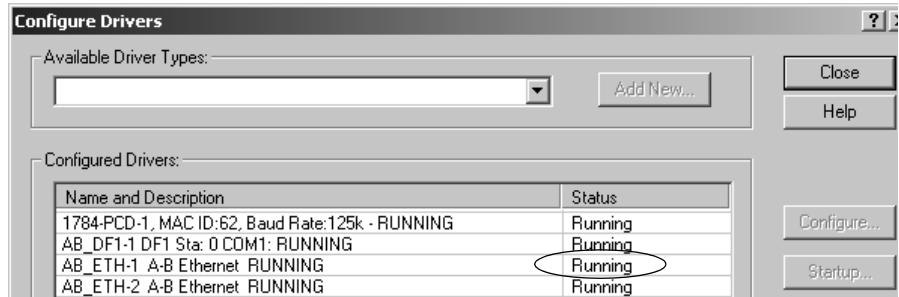 Configure Drivers
Available Driver Types:
Add New...
Close
Help
Configured Drivers:
Name and Description Status
1784-PCD-1, MAC ID:62, Baud Rate:125k - RUNNING Running
AB_DF1-1 DF1 Sta: 0 COM1: RUNNING Running
AB_ETH-1 A-B Ethernet RUNNING Running
AB_ETH-2 A-B Ethernet RUNNING Running
Configure...
Startup...